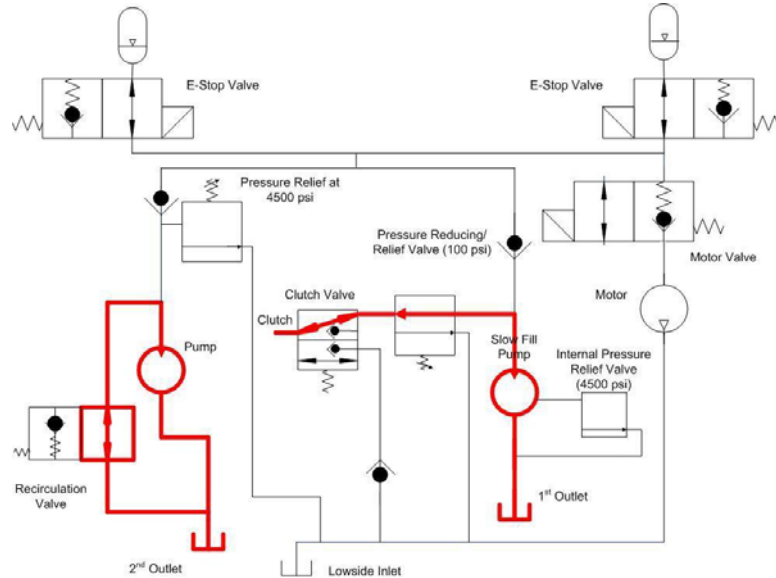 E-Stop Valve
E-Stop Valve
Pressure Relief at
4500 psi
Pressure Reducing/
Relief Valve (100 psi)
Motor Valve
Clutch Valve
Motor
Clutch
Pump
Slow Fill
Pump
Internal Pressure
Relief Valve
(4500 psi)
Recirculation
Valve
1st Outlet
2nd Outlet
Lowside Inlet